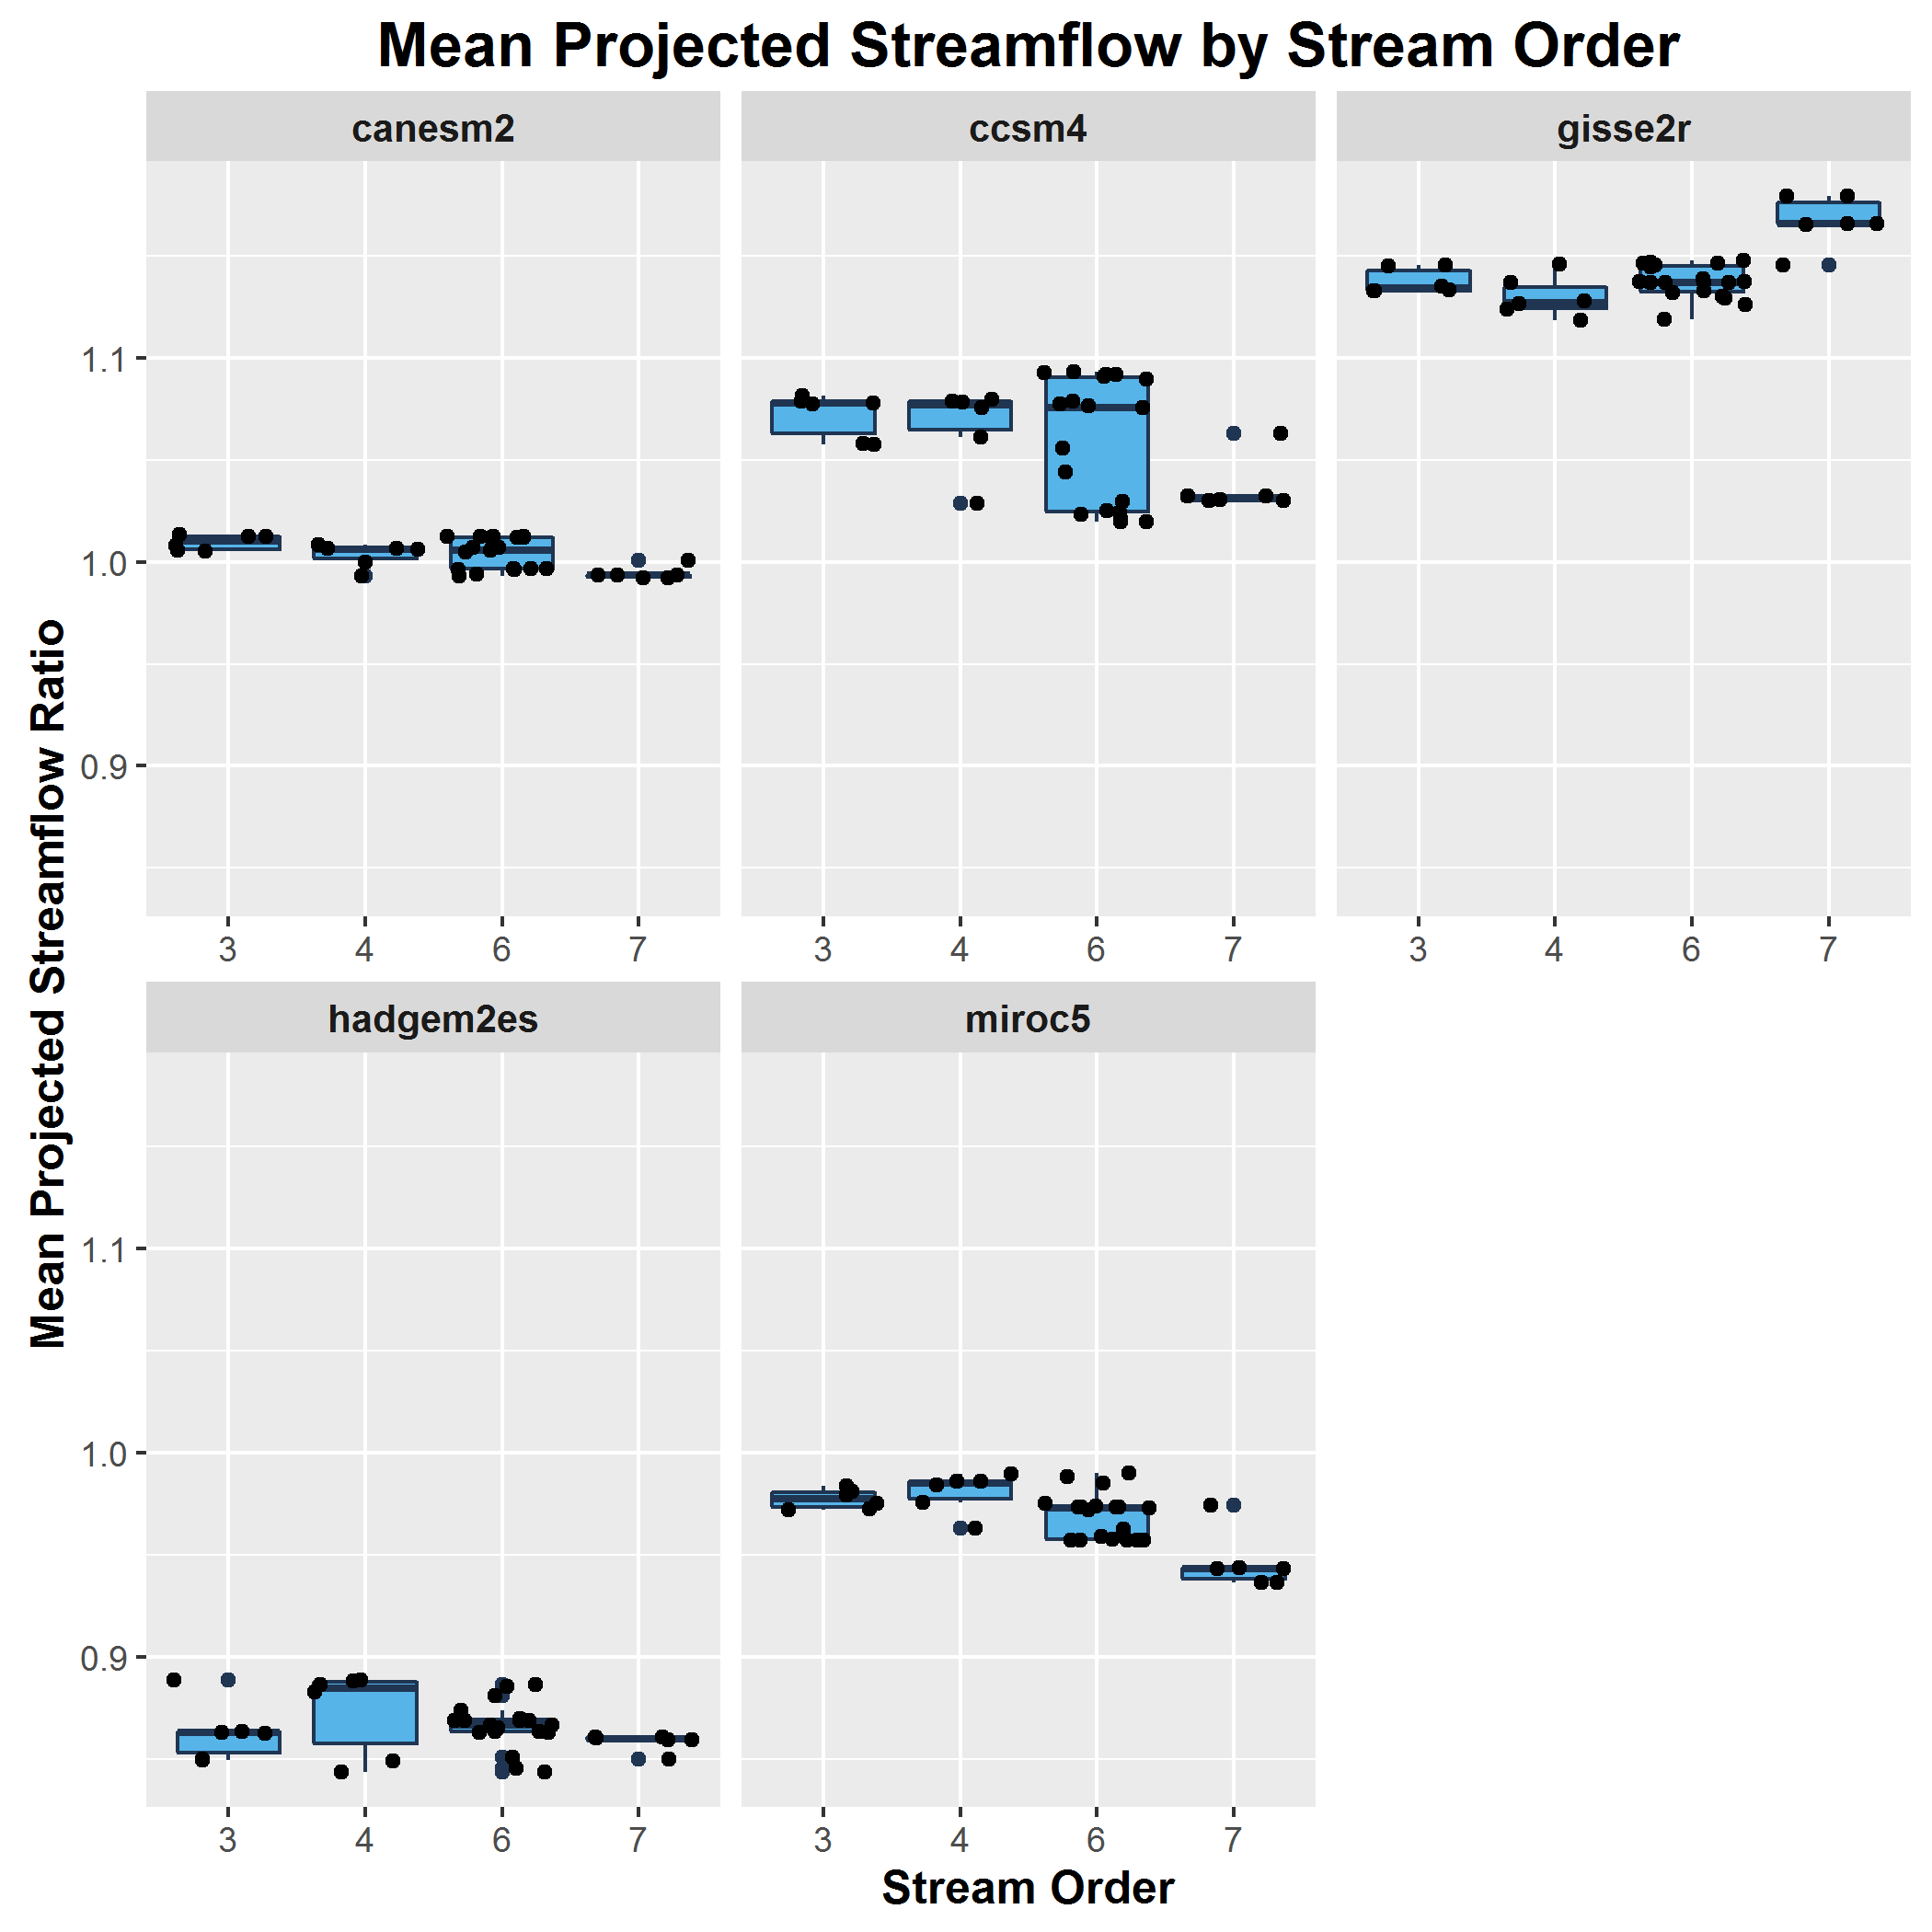 Mean Projected Streamflow by Stream Order
canesm2
ccsm4
gisse2r
1.1
1.0
0.9
3 4 6 7
3 4 6 7
3 4 6 7
Mean Projected Streamflow Ratio
hadgem2es
miroc5
1.1
1.0
0.9
3 4 6 7
3 4 6 7
Stream Order